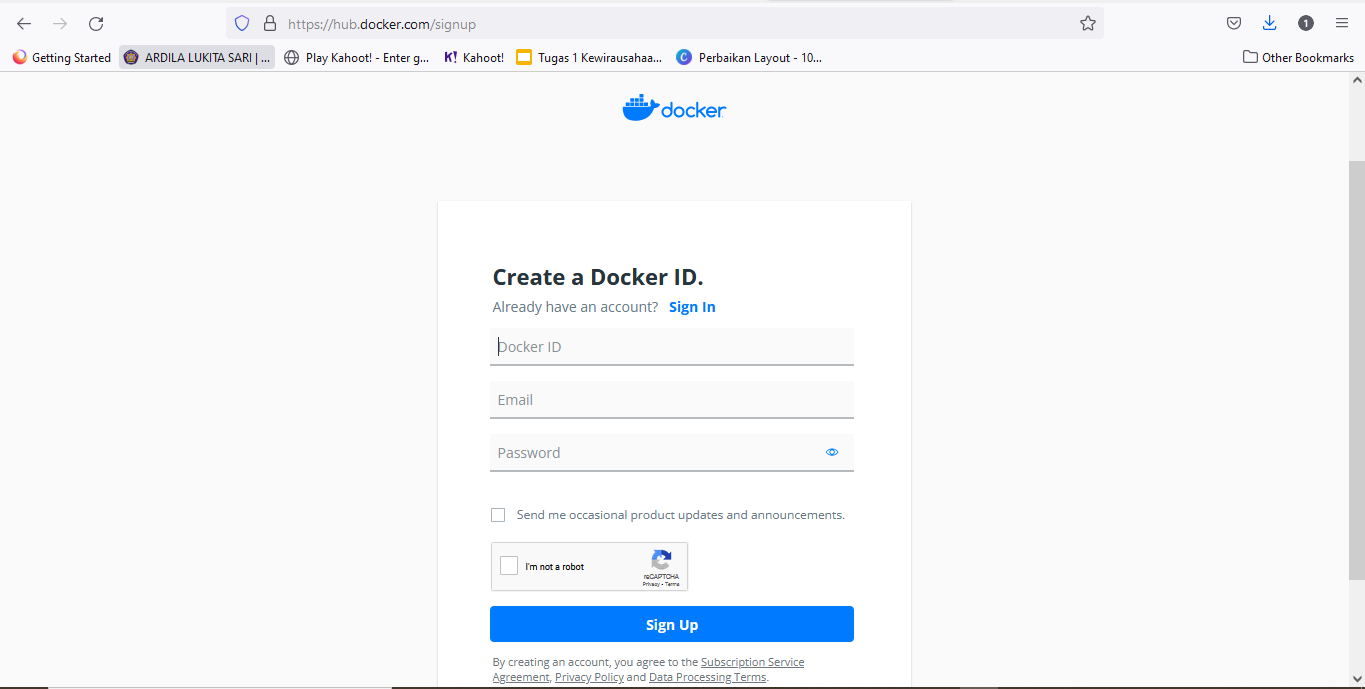 https://hub.docker.com/signup
1
Getting Started
ARDILA LUKITA SARI | ...
Play Kahoot! - Enter g...
K! Kahoot!
Tugas 1 Kewirausahaa...
C Perbaikan Layout - 10...
Other Bookmarks
docker
Create a Docker ID.
Already have an account? Sign In
Docker ID
Email
Password
Send me occasional product updates and announcements.
I'm not a robot
reCAPTCHA
Privacy • Terms
Sign Up
By creating an account, you agree to the Subscription Service
Agreement, Privacy Policy and Data Processing Terms.